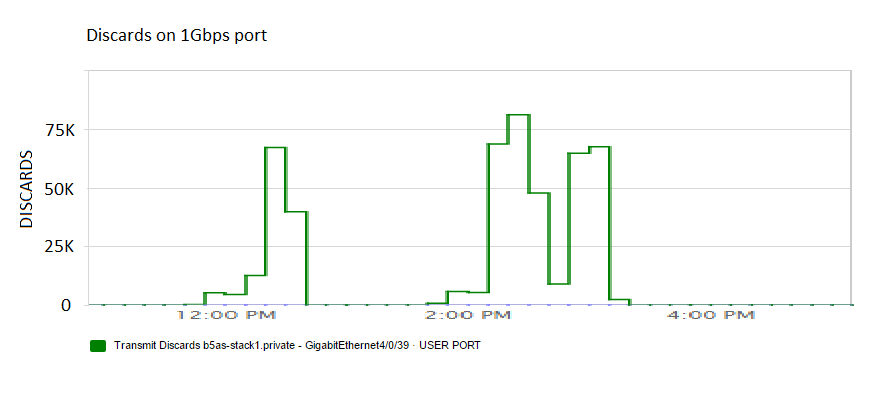 Discards on 1Gbps port
DISCARDS
75K
50K
25K
0
12:00 PM 2:00 PM 4:00 PM
Transmit Discards b5as-stack1.private - GigabitEthernet4/0/39 · USER PORT